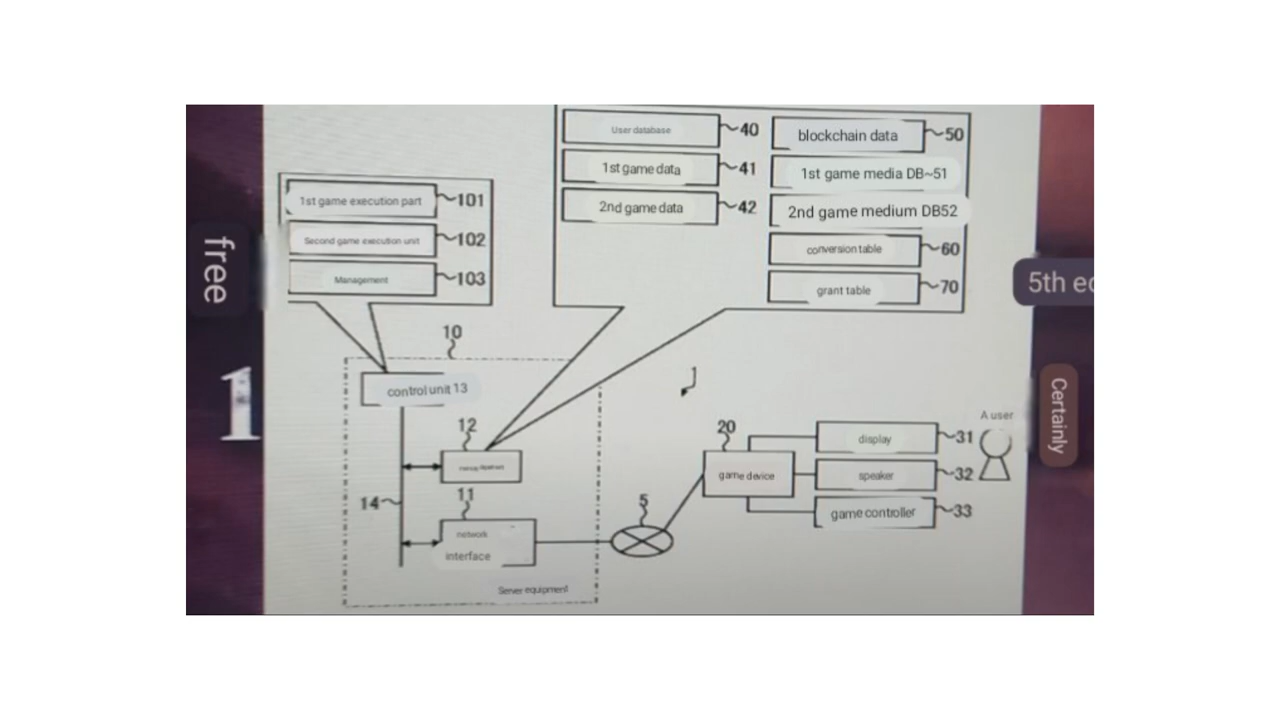 User database
40
1st game data
41
2nd game data
42
blockchain data
50
1st game media DB~51
2nd game medium DB52
conversion table
60
grant table
70
1st game execution part
101
Second game execution unit
102
Management
103
free
1
5th ec
Certainly
10
control unit 13
12
14
11
network
interface
Server equipment
5
1
20
game device
display
31
speaker
32
game controller
33
A user